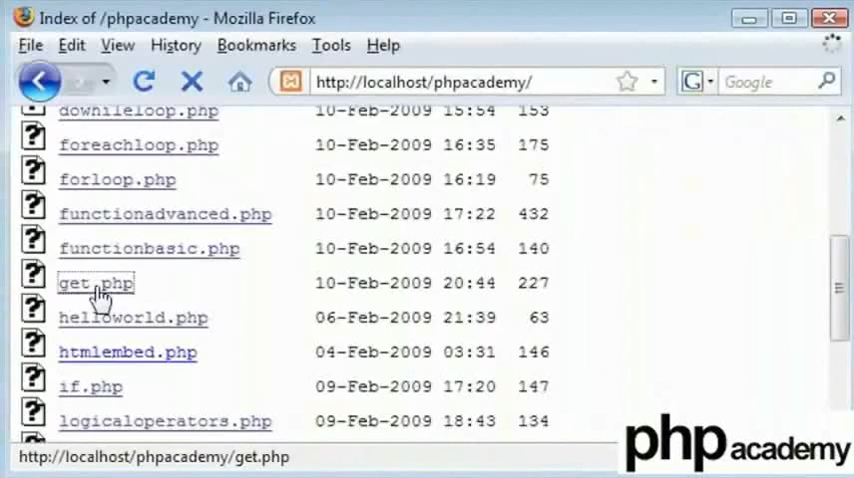 Index of /phpacademy - Mozilla Firefox
File Edit View History Bookmarks Tools Help
http://localhost/phpacademy/ G Google
? dowhileloop.php 10-Feb-2009 15:54 153
? foreachloop.php 10-Feb-2009 16:35 175
? forloop.php 10-Feb-2009 16:19 75
? functionadvanced.php 10-Feb-2009 17:22 432
? functionbasic.php 10-Feb-2009 16:54 140
? get.php 10-Feb-2009 20:44 227
? helloworld.php 06-Feb-2009 21:39 63
? htmlembed.php 04-Feb-2009 03:31 146
? if.php 09-Feb-2009 17:20 147
? logicaloperators.php 09-Feb-2009 18:43 134
http://localhost/phpacademy/get.php
php academy